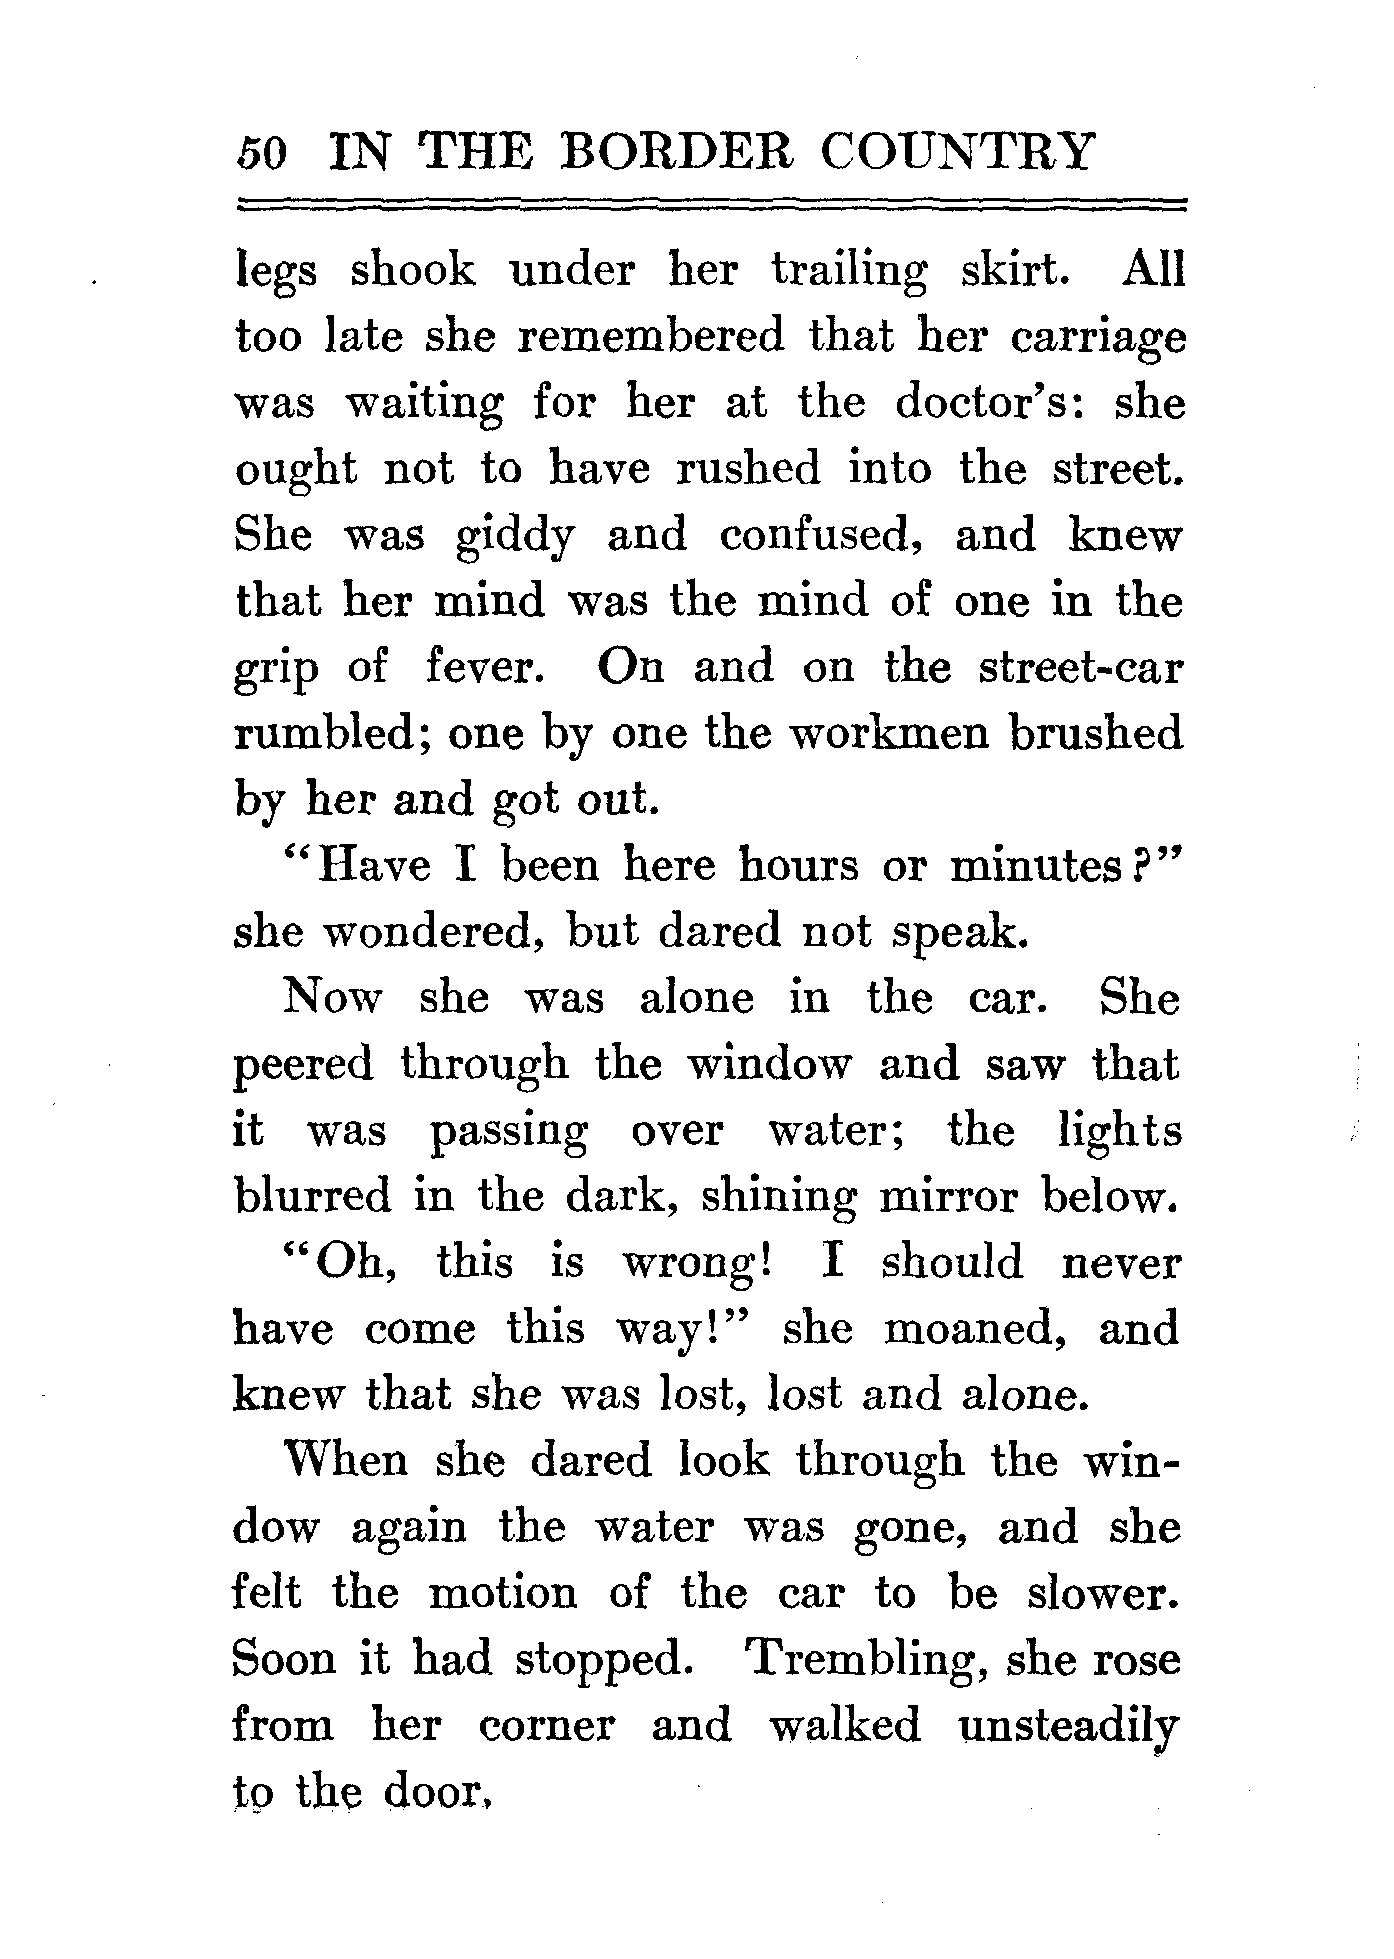 50 IN THE BORDER COUNTRY
legs shook under her trailing skirt. All
too late she remembered that her carriage
was waiting for her at the doctor's: she
ought not to have rushed into the street.
She was giddy and confused, and knew
that her mind was the mind of one in the
grip of fever. On and on the street-car
rumbled; one by one the workmen brushed
by her and got out.
"Have I been here hours or minutes?"
she wondered, but dared not speak.
Now she was alone in the car. She
peered through the window and saw that
it was passing over water; the lights
blurred in the dark, shining mirror below.
"Oh, this is wrong! I should never
have come this way!" she moaned, and
knew that she was lost, lost and alone.
When she dared look through the win-
dow again the water was gone, and she
felt the motion of the car to be slower.
Soon it had stopped. Trembling, she rose
from her corner and walked unsteadily
to the door,